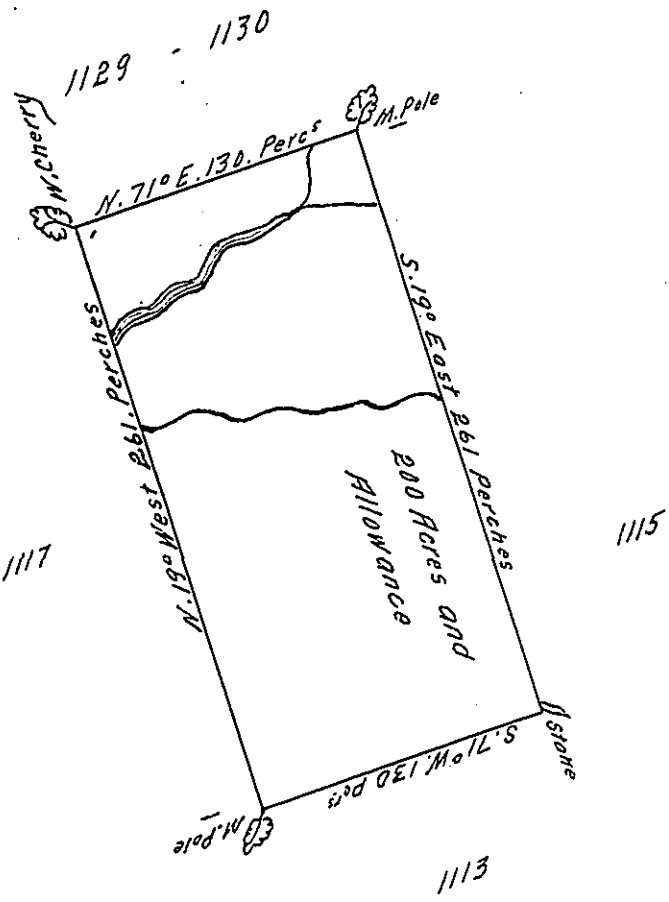 1129 - 1130
W. Cherry
M. Pole
N. 71° E. 130. Percs
S. 19° East 261 Perches
N. 19° West 261. Perches
200 Acres and
Allowance
1117
1115
Stone
S. 71° W. 130 Pers
M. Pole
1113